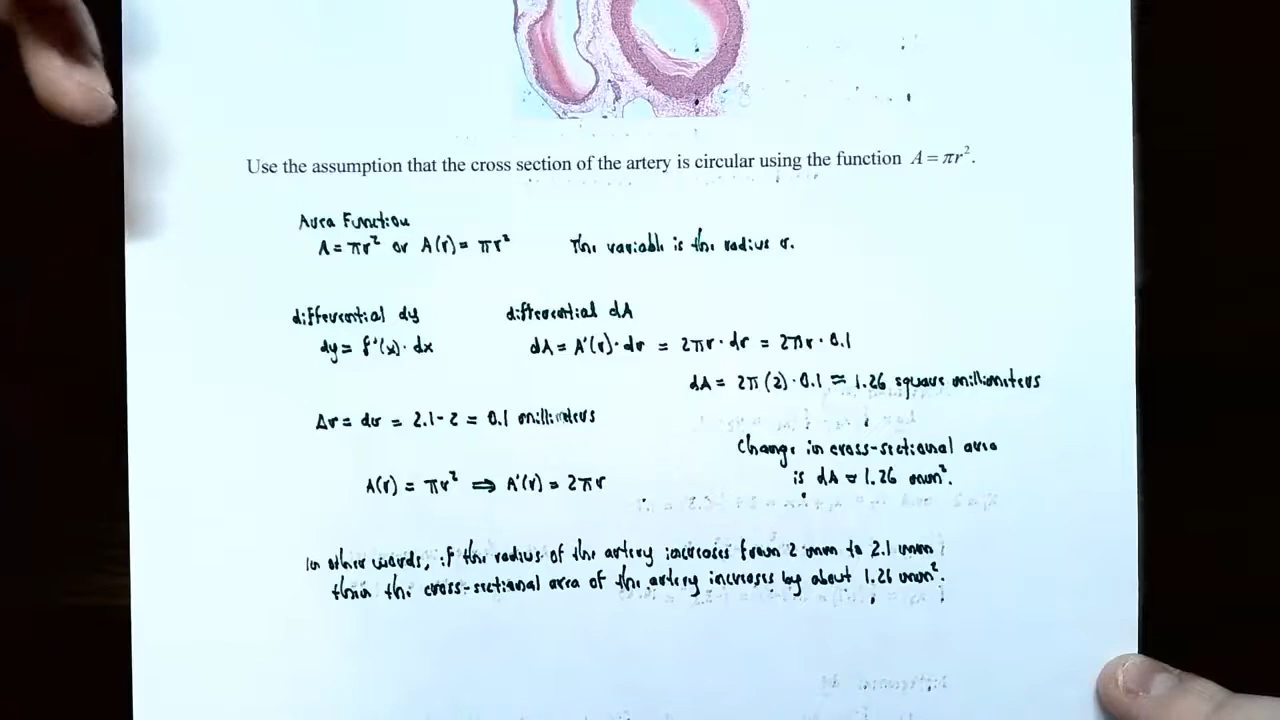 Use the assumption that the cross section of the artery is circular using the function A = πr².
Area Function
A = πr² or A(r) = πr² The variable is the radius r.
differential dy differential dA
dy = f'(x)· dx dA = A'(r)· dr = 2πr · dr = 2πr · 0.1
dA = 2π(2)·0.1 ≈ 1.26 square millimeters
Δr = dr = 2.1-2 = 0.1 millimeters
Change in cross-sectional area
is dA ≈ 1.26 mm².
A(r) = πr² ⟹ A'(r) = 2πr
In other words, if the radius of the artery increases from 2 mm to 2.1 mm
then the cross-sectional area of the artery increases by about 1.26 mm².